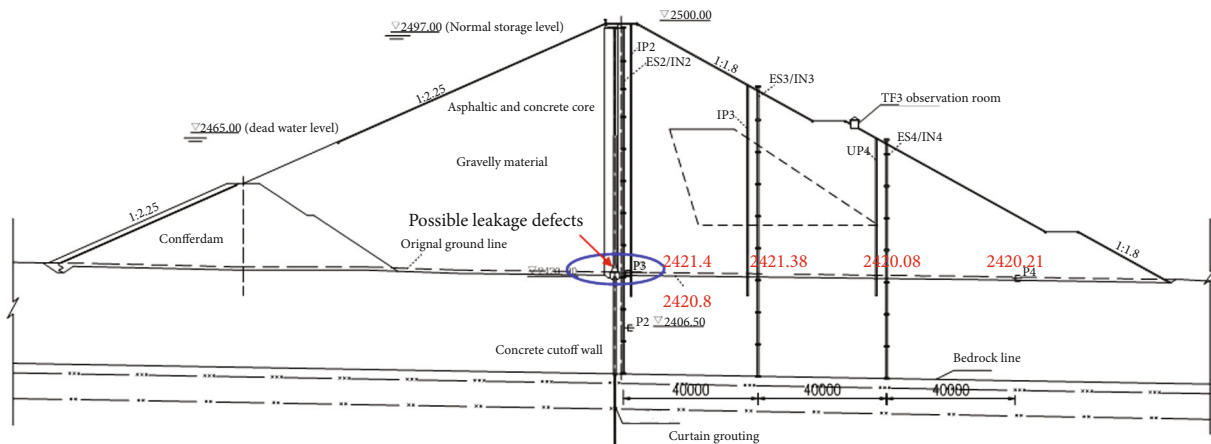 ▽2497.00 (Normal storage level)
▽2500.00
IP2
ES2/IN2
1:1.8
1:2.25
Asphaltic and concrete core
ES3/IN3
TF3 observation room
IP3
▽2465.00 (dead water level)
ES4/IN4
UP4
Gravelly material
1:2.25
Possible leakage defects
Confferdam
Orignal ground line
1:1.8
P3
2421.4
2421.38
2420.08
2420,21
P4
2420.8
P2 ▽2406.50
Concrete cutoff wall
Bedrock line
40000
40000
40000
Curtain grouting